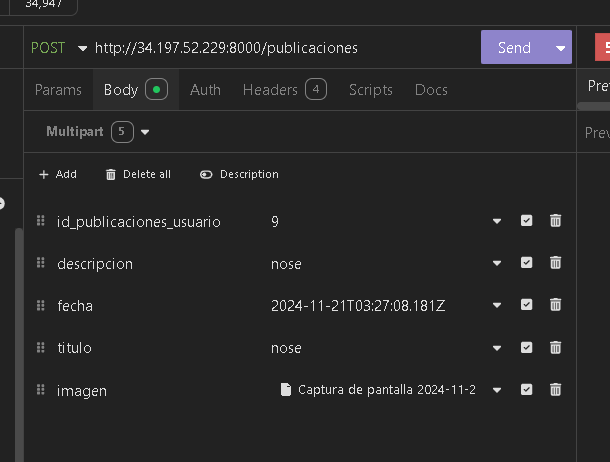 34,947
POST http://34.197.52.229:8000/publicaciones Send 5
Params Body Auth Headers 4 Scripts Docs
Multipart 5
Add Delete all Description
id_publicaciones_usuario 9
descripcion nose
fecha 2024-11-21T03:27:08.181Z
titulo nose
imagen Captura de pantalla 2024-11-2